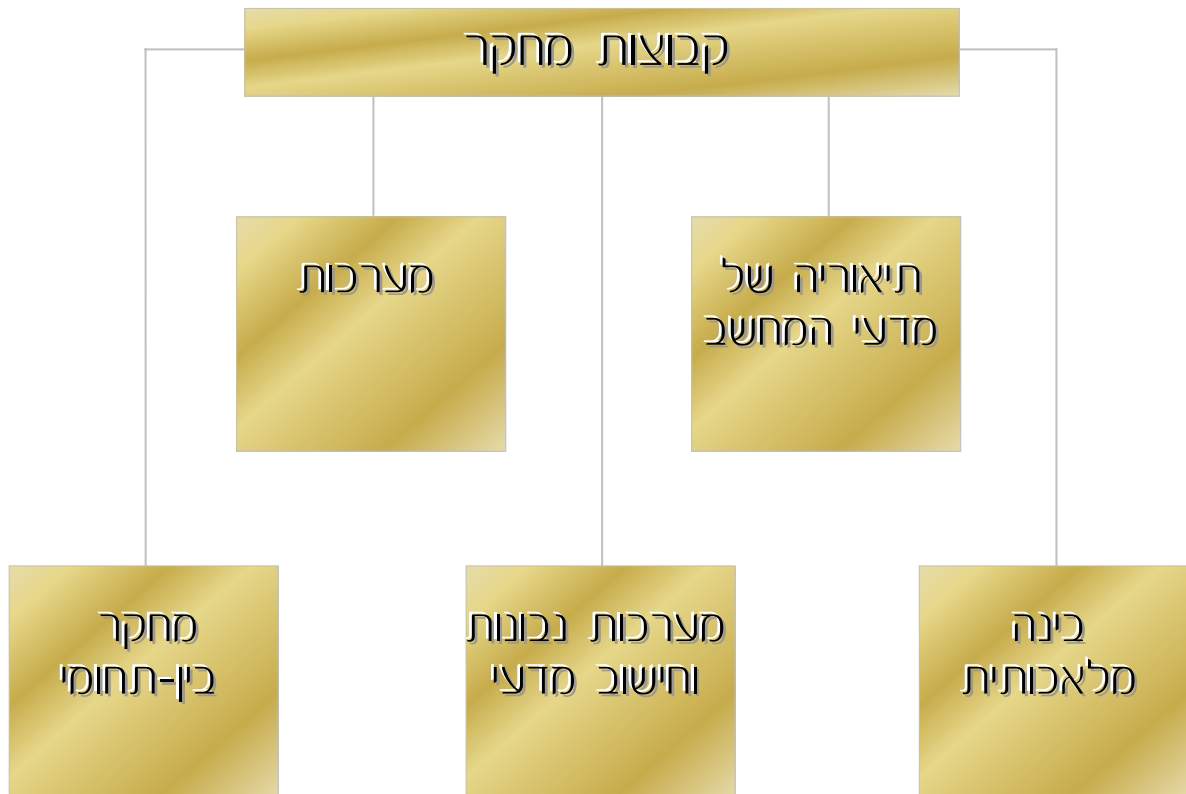 קבוצות מחקר
תיאוריה של
מדעי המחשב
מערכות
בינה
מלאכותית
מערכות נבונות
וחישוב מדעי
מחקר
בין-תחומי